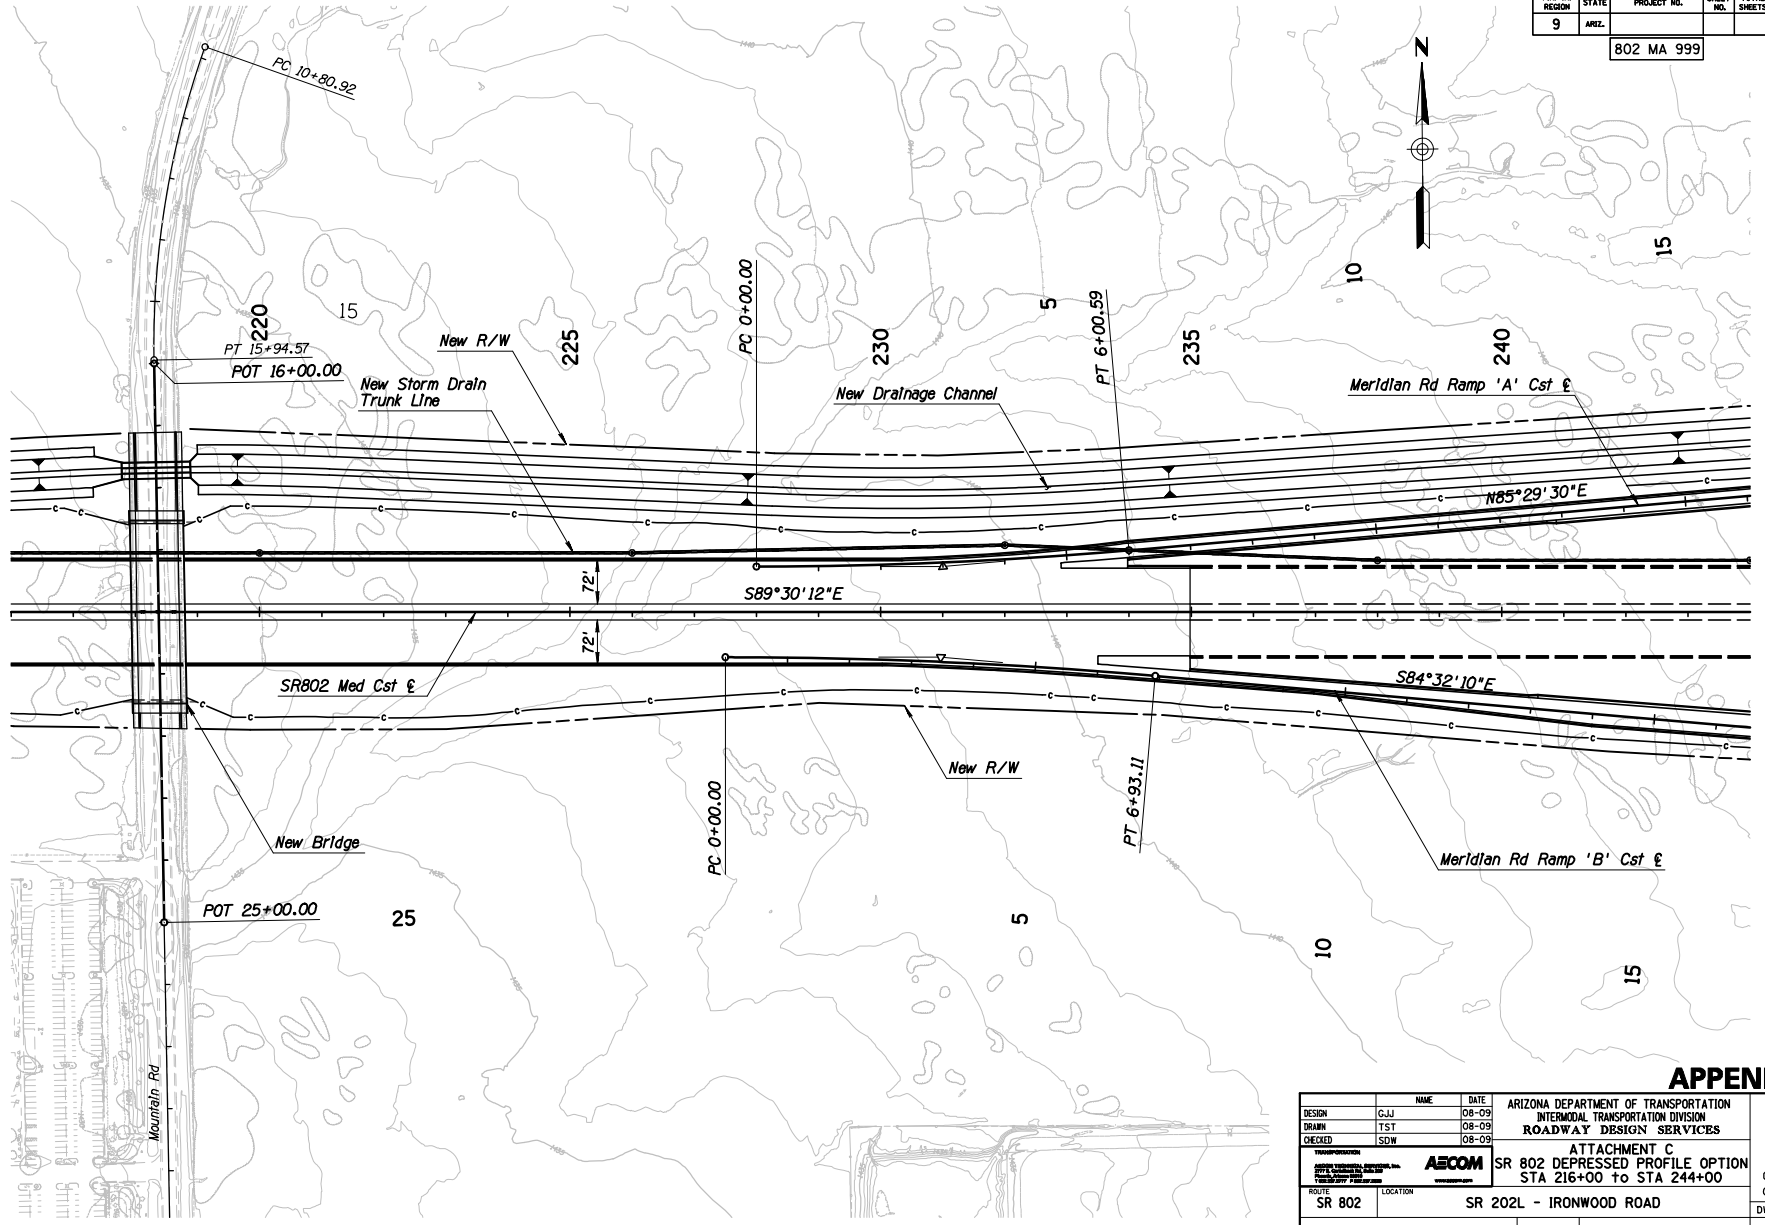 REGION
STATE
PROJECT NO.
NO.
SHEETS
9
ARIZ.
802 MA 999
N
PC 10+80.92
15
10
PC 0+00.00
5
PT 6+00.59
220
15
225
230
235
240
PT 15+94.57
POT 16+00.00
New R/W
New Storm Drain
Trunk Line
New Drainage Channel
Meridian Rd Ramp 'A' Cst ℄
N85°29'30"E
72'
S89°30'12"E
72'
SR802 Med Cst ℄
S84°32'10"E
New R/W
PC 0+00.00
PT 6+93.11
New Bridge
Meridian Rd Ramp 'B' Cst ℄
POT 25+00.00
25
5
10
15
Mountain Rd
APPEN
NAME
DATE
DESIGN
GJJ
08-09
DRAWN
TST
08-09
CHECKED
SDW
08-09
ARIZONA DEPARTMENT OF TRANSPORTATION
INTERMODAL TRANSPORTATION DIVISION
ROADWAY DESIGN SERVICES
TRANSPORTATION
AECOM
ATTACHMENT C
SR 802 DEPRESSED PROFILE OPTION
STA 216+00 to STA 244+00
ROUTE
SR 802
LOCATION
SR 202L - IRONWOOD ROAD